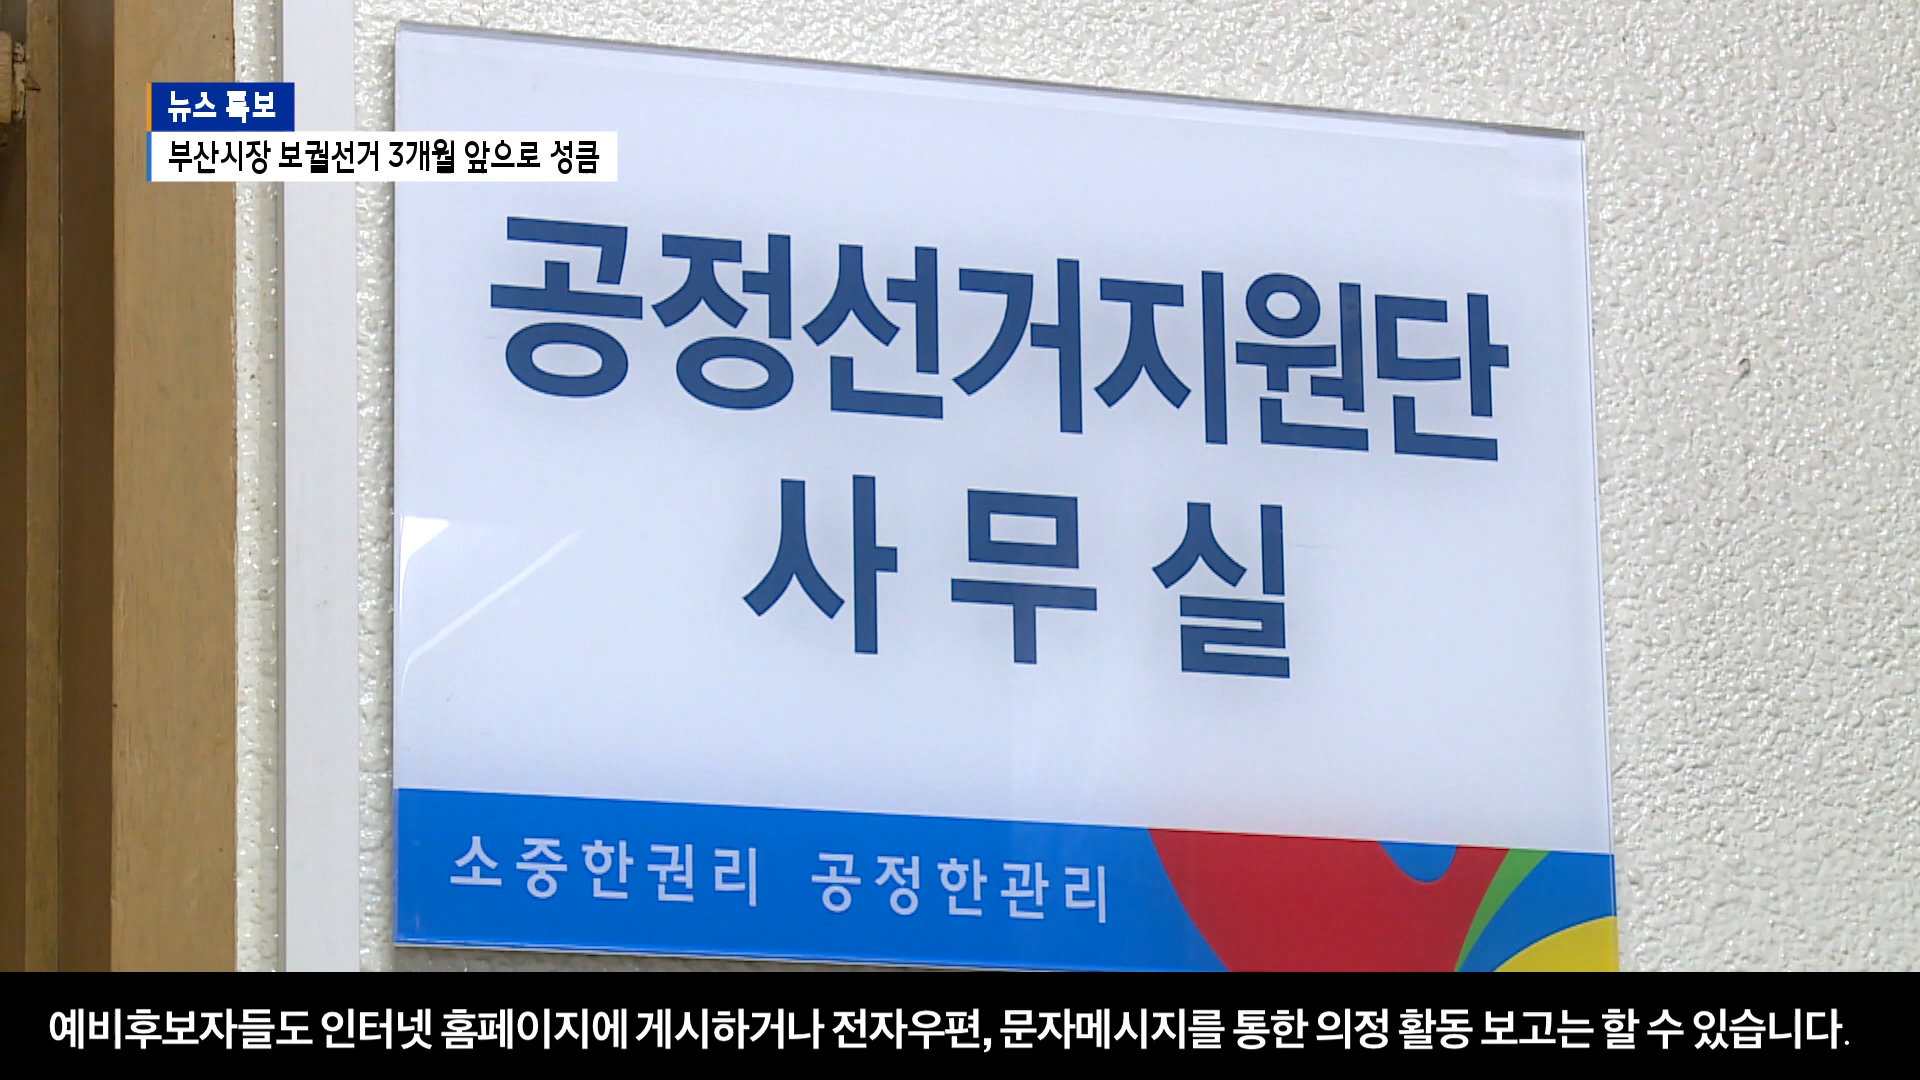 뉴스 특보
부산시장 보궐선거 3개월 앞으로 성큼
공정선거지원단
사무실
소중한권리 공정한관리
예비후보자들도 인터넷 홈페이지에 게시하거나 전자우편, 문자메시지를 통한 의정 활동 보고는 할 수 있습니다.